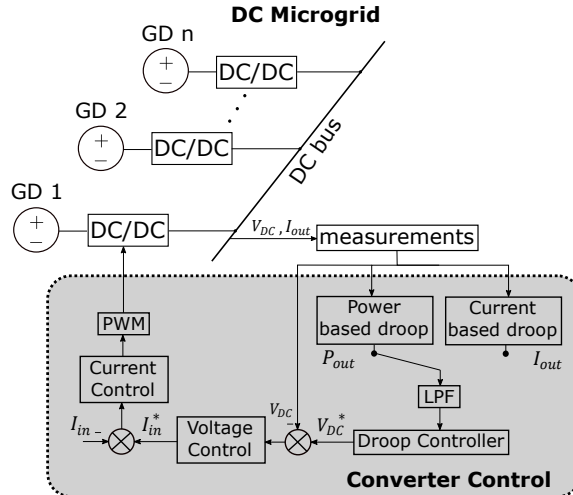 DC Microgrid
GD n
+
−
DC/DC
GD 2
+
−
DC/DC
DC bus
GD 1
+
−
DC/DC
V_DC, I_out
measurements
PWM
Power
based droop
Current
based droop
P_out
I_out
Current
Control
LPF
V_DC
−
I_in −
I_in^*
Voltage
Control
V_DC^*
Droop Controller
Converter Control